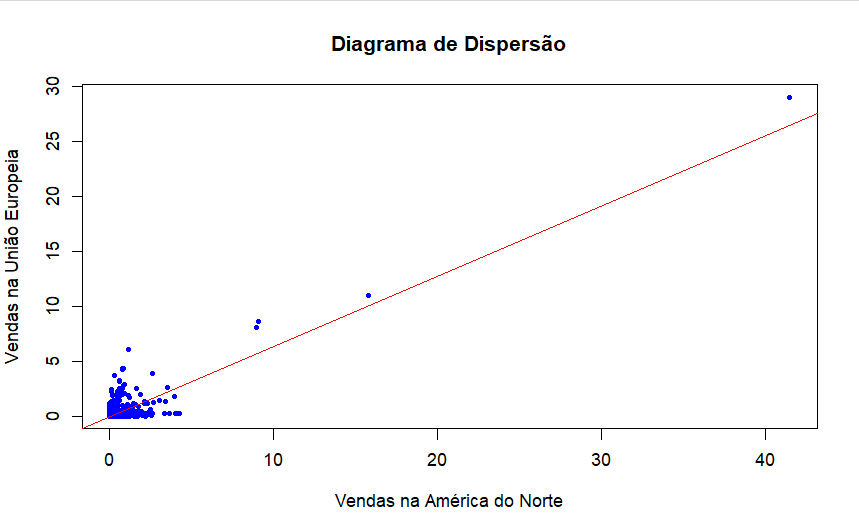 Diagrama de Dispersão
Vendas na União Europeia
30
25
20
15
10
5
0
0 10 20 30 40
Vendas na América do Norte